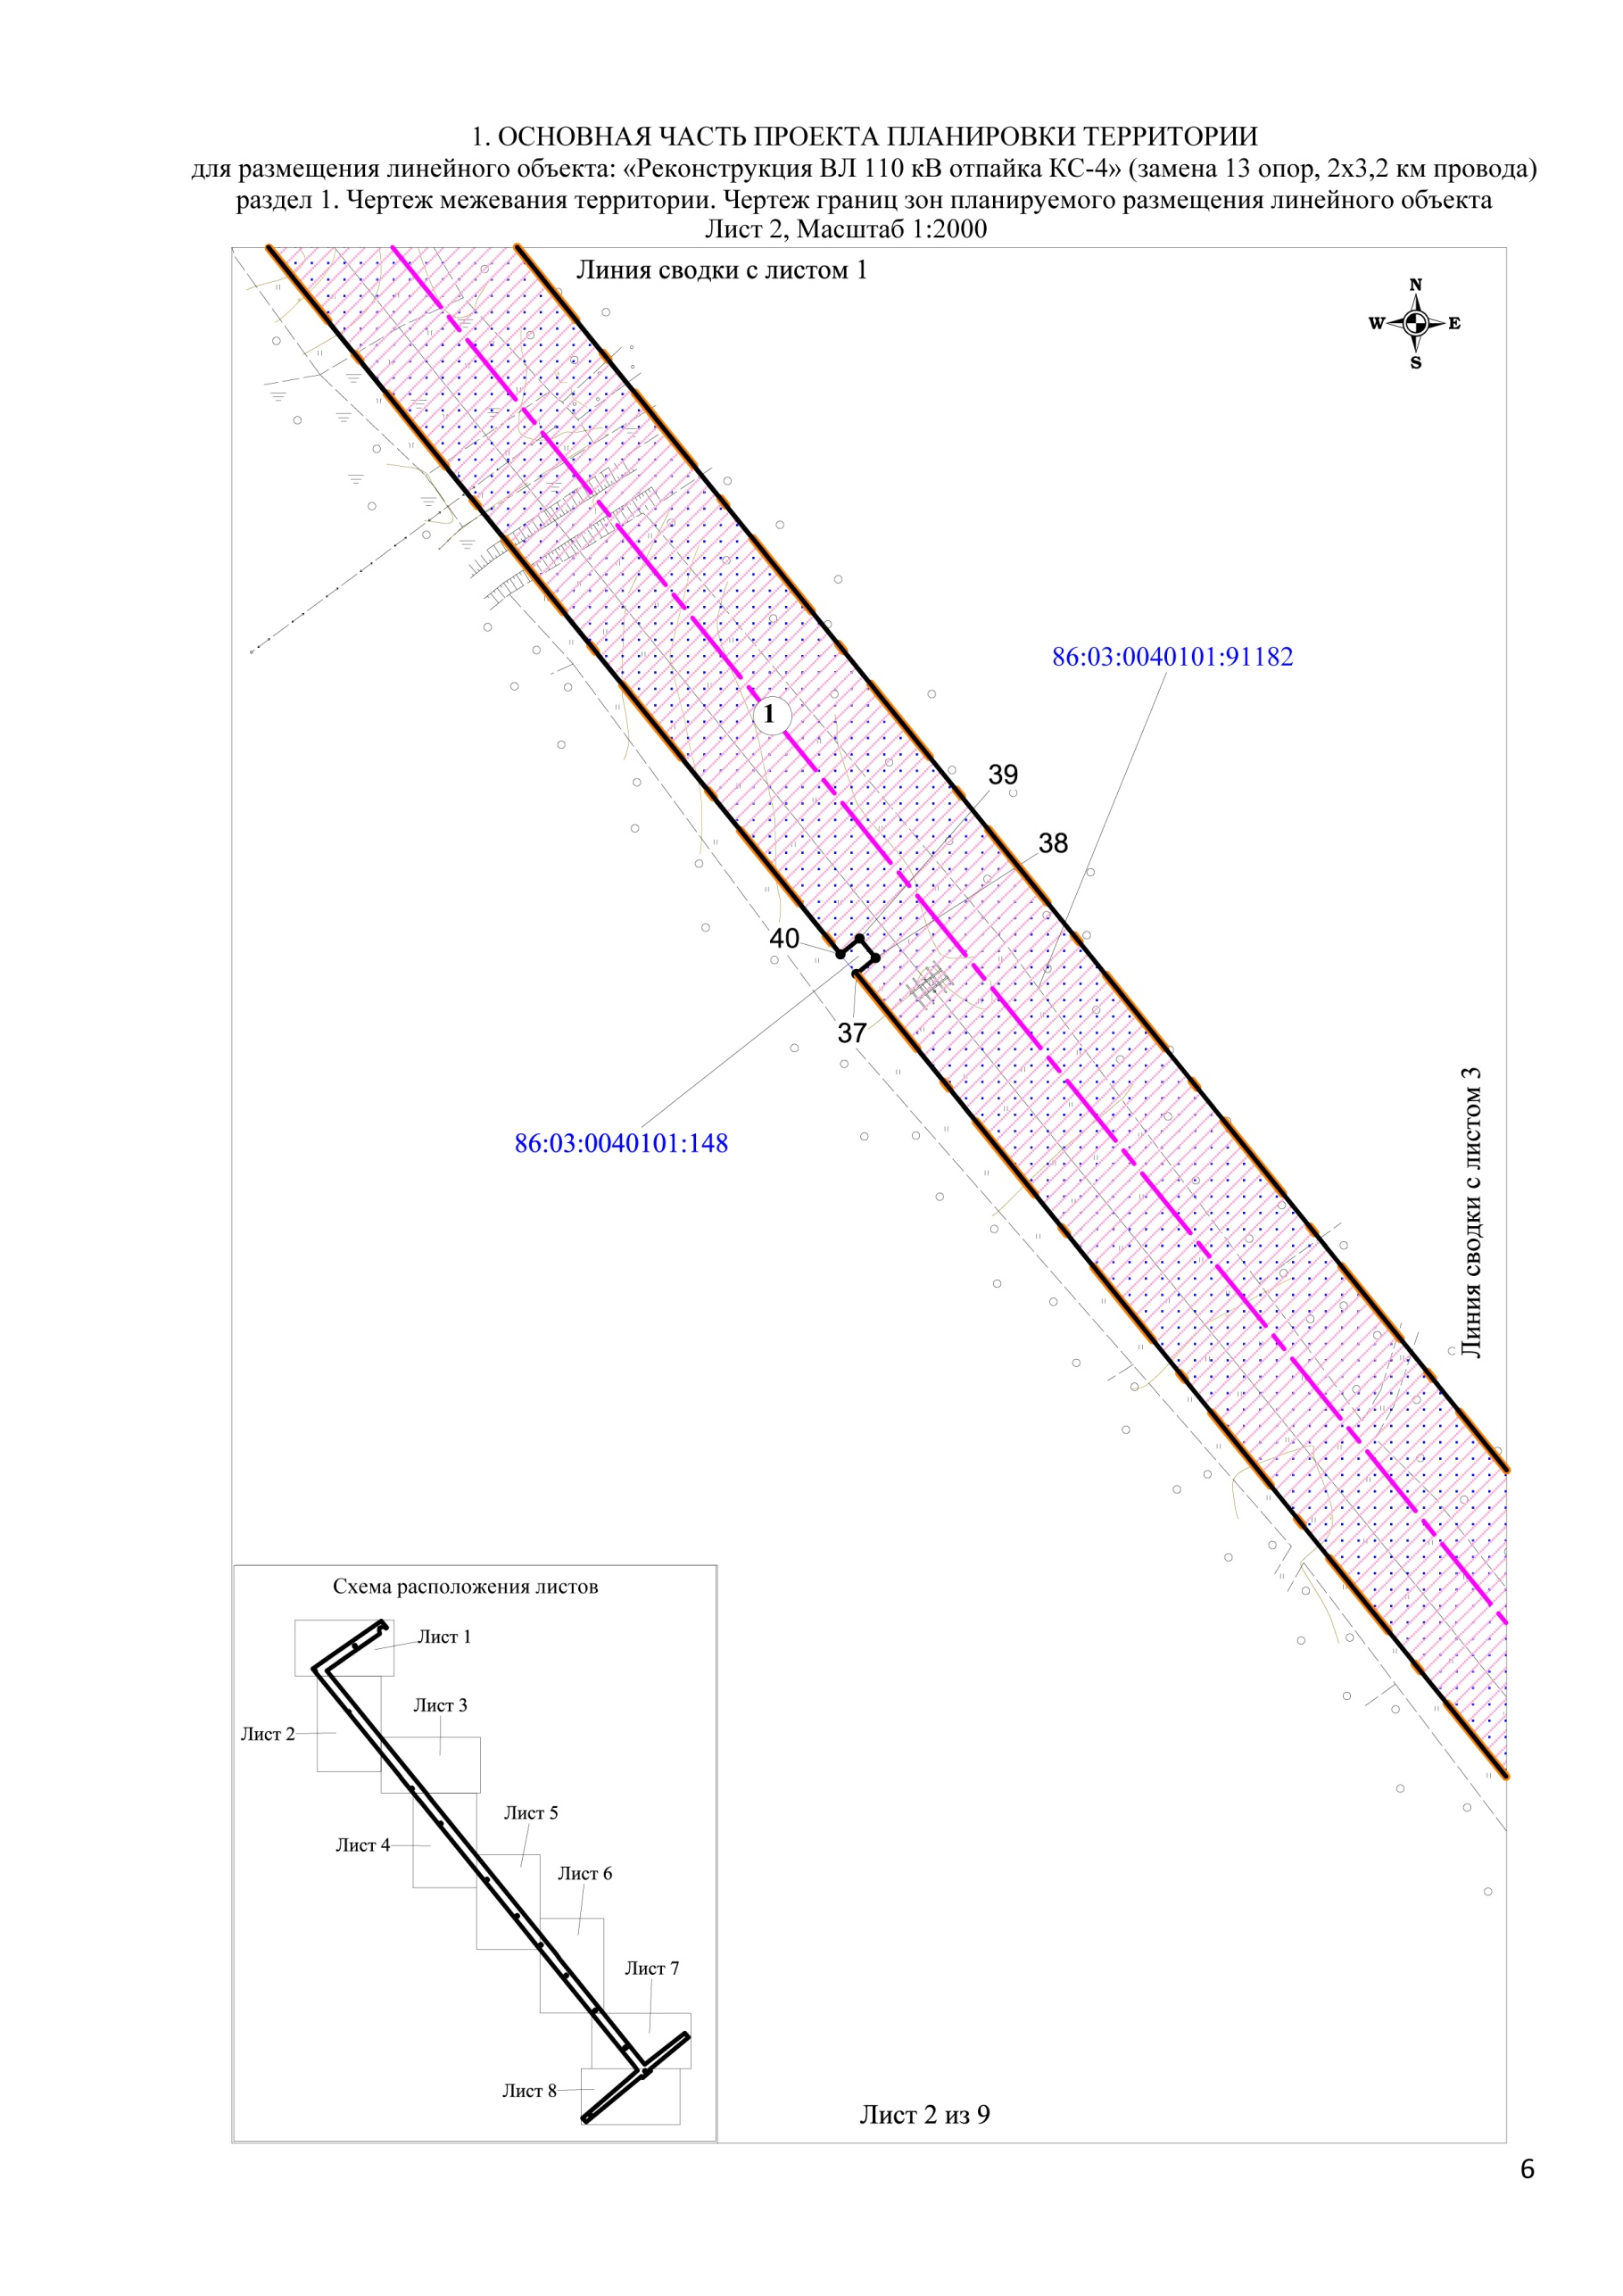 1. ОСНОВНАЯ ЧАСТЬ ПРОЕКТА ПЛАНИРОВКИ ТЕРРИТОРИИ
для размещения линейного объекта: «Реконструкция ВЛ 110 кВ отпайка КС-4» (замена 13 опор, 2х3,2 км провода)
раздел 1. Чертеж межевания территории. Чертеж границ зон планируемого размещения линейного объекта
Лист 2, Масштаб 1:2000
Линия сводки с листом 1
N
W E
S
86:03:0040101:91182
1
39
38
40
37
86:03:0040101:148
Линия сводки с листом 3
Схема расположения листов
Лист 1
Лист 3
Лист 2
Лист 5
Лист 4
Лист 6
Лист 7
Лист 8
Лист 2 из 9
6